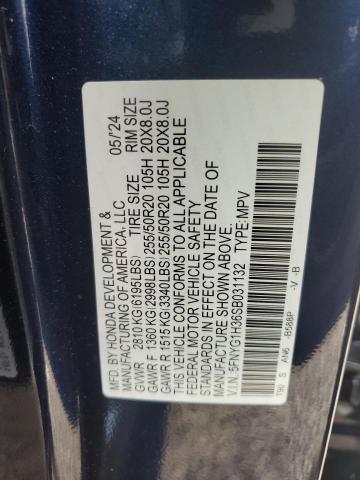 MFD. BY HONDA DEVELOPMENT & 05/'24
MANUFACTURING OF AMERICA, LLC
TIRE SIZE RIM SIZE
GVWR 2810 KG(6195LBS)
GAWR F 1360 KG(2998LBS) 255/50R20 105H 20X8.0J
GAWR R 1515 KG(3340LBS) 255/50R20 105H 20X8.0J
THIS VEHICLE CONFORMS TO ALL APPLICABLE
FEDERAL MOTOR VEHICLE SAFETY
STANDARDS IN EFFECT ON THE DATE OF
MANUFACTURE SHOWN ABOVE.
V.I.N.: 5FNYG1H36SB031132 TYPE: MPV
T90 S AN6 -B588P -V -B